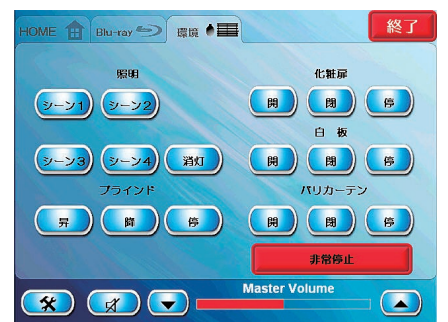 HOME Blu-ray 環境 終了
照明 化粧扉
シーン1 シーン2 開 閉 停
白 板
シーン3 シーン4 消灯 開 閉 停
ブラインド バリカーテン
昇 降 停 開 閉 停
非常停止
Master Volume